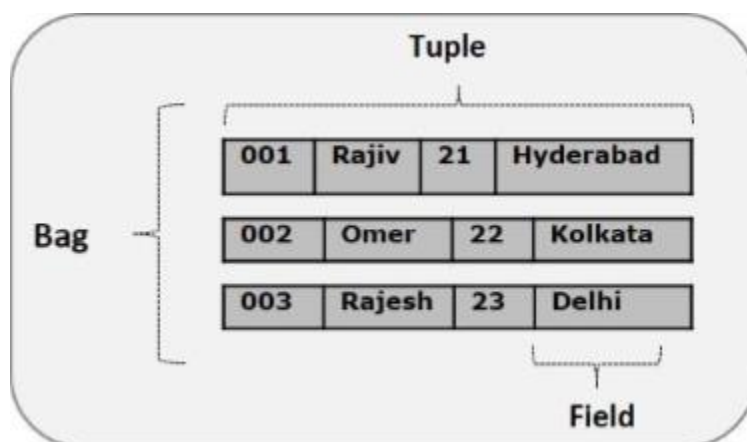 Tuple
001 Rajiv 21 Hyderabad
Bag
002 Omer 22 Kolkata
003 Rajesh 23 Delhi
Field